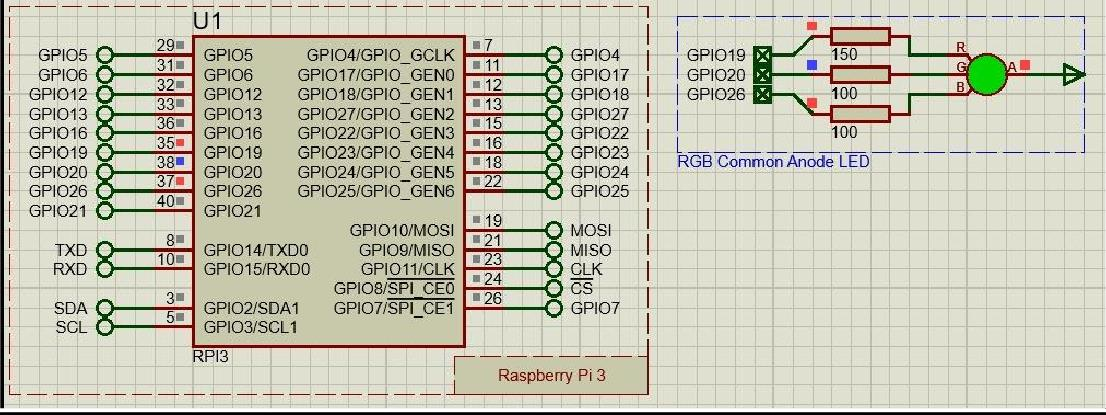 U1
GPIO5 29 GPIO5 GPIO4/GPIO_GCLK 7 GPIO4
GPIO6 31 GPIO6 GPIO17/GPIO_GEN0 11 GPIO17
GPIO12 32 GPIO12 GPIO18/GPIO_GEN1 12 GPIO18
GPIO13 33 GPIO13 GPIO27/GPIO_GEN2 13 GPIO27
GPIO16 36 GPIO16 GPIO22/GPIO_GEN3 15 GPIO22
GPIO19 35 GPIO19 GPIO23/GPIO_GEN4 16 GPIO23
GPIO20 38 GPIO20 GPIO24/GPIO_GEN5 18 GPIO24
GPIO26 37 GPIO26 GPIO25/GPIO_GEN6 22 GPIO25
GPIO21 40 GPIO21
GPIO10/MOSI 19 MOSI
TXD 8 GPIO14/TXD0 GPIO9/MISO 21 MISO
RXD 10 GPIO15/RXD0 GPIO11/CLK 23 CLK
GPIO8/SPI_CE0 24 CS
SDA 3 GPIO2/SDA1 GPIO7/SPI_CE1 26 GPIO7
SCL 5 GPIO3/SCL1
RPI3
Raspberry Pi 3
GPIO19 150 R
GPIO20 100 G A
GPIO26 100 B
RGB Common Anode LED